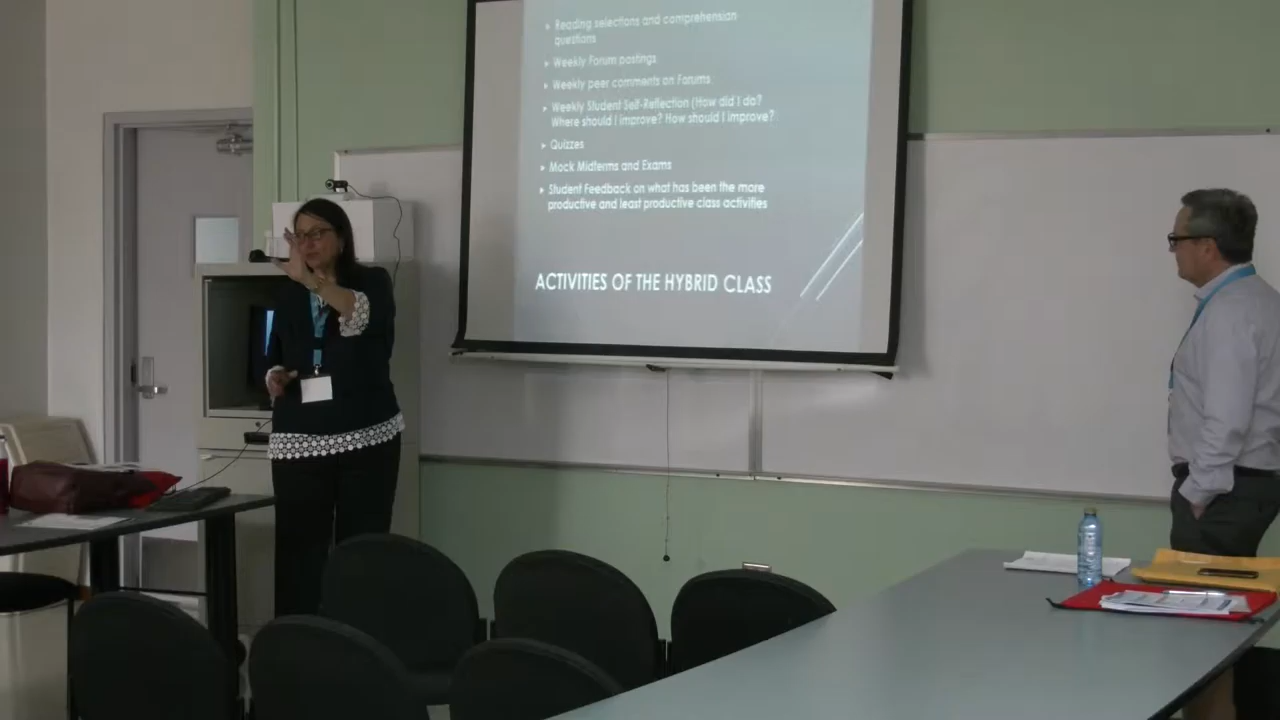 Reading selections and comprehension
questions
Weekly Forum postings
Weekly peer comments on Forums
Weekly Student Self-Reflection (How did I do?
Where should I improve? How should I improve?
Quizzes
Mock Midterms and Exams
Student Feedback on what has been the more
productive and least productive class activities
ACTIVITIES OF THE HYBRID CLASS